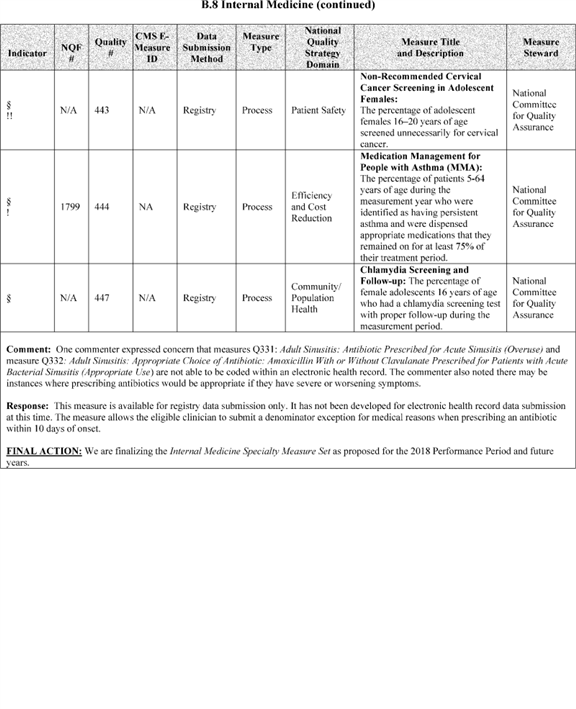 B.8 Internal Medicine (continued)
Indicator
NQF
#
Quality
#
CMS E-
Measure
ID
Data
Submission
Method
Measure
Type
National
Quality
Strategy
Domain
Measure Title
and Description
Measure
Steward
§
!!
N/A
443
N/A
Registry
Process
Patient Safety
Non-Recommended Cervical
Cancer Screening in Adolescent
Females:
The percentage of adolescent
females 16–20 years of age
screened unnecessarily for cervical
cancer.
National
Committee
for Quality
Assurance
§
!
1799
444
NA
Registry
Process
Efficiency
and Cost
Reduction
Medication Management for
People with Asthma (MMA):
The percentage of patients 5-64
years of age during the
measurement year who were
identified as having persistent
asthma and were dispensed
appropriate medications that they
remained on for at least 75% of
their treatment period.
National
Committee
for Quality
Assurance
§
N/A
447
N/A
Registry
Process
Community/
Population
Health
Chlamydia Screening and
Follow-up: The percentage of
female adolescents 16 years of age
who had a chlamydia screening test
with proper follow-up during the
measurement period.
National
Committee
for Quality
Assurance
Comment: One commenter expressed concern that measures Q331: Adult Sinusitis: Antibiotic Prescribed for Acute Sinusitis (Overuse) and
measure Q332: Adult Sinusitis: Appropriate Choice of Antibiotic: Amoxicillin With or Without Clavulanate Prescribed for Patients with Acute
Bacterial Sinusitis (Appropriate Use) are not able to be coded within an electronic health record. The commenter also noted there may be
instances where prescribing antibiotics would be appropriate if they have severe or worsening symptoms.
Response: This measure is available for registry data submission only. It has not been developed for electronic health record data submission
at this time. The measure allows the eligible clinician to submit a denominator exception for medical reasons when prescribing an antibiotic
within 10 days of onset.
FINAL ACTION: We are finalizing the Internal Medicine Specialty Measure Set as proposed for the 2018 Performance Period and future
years.